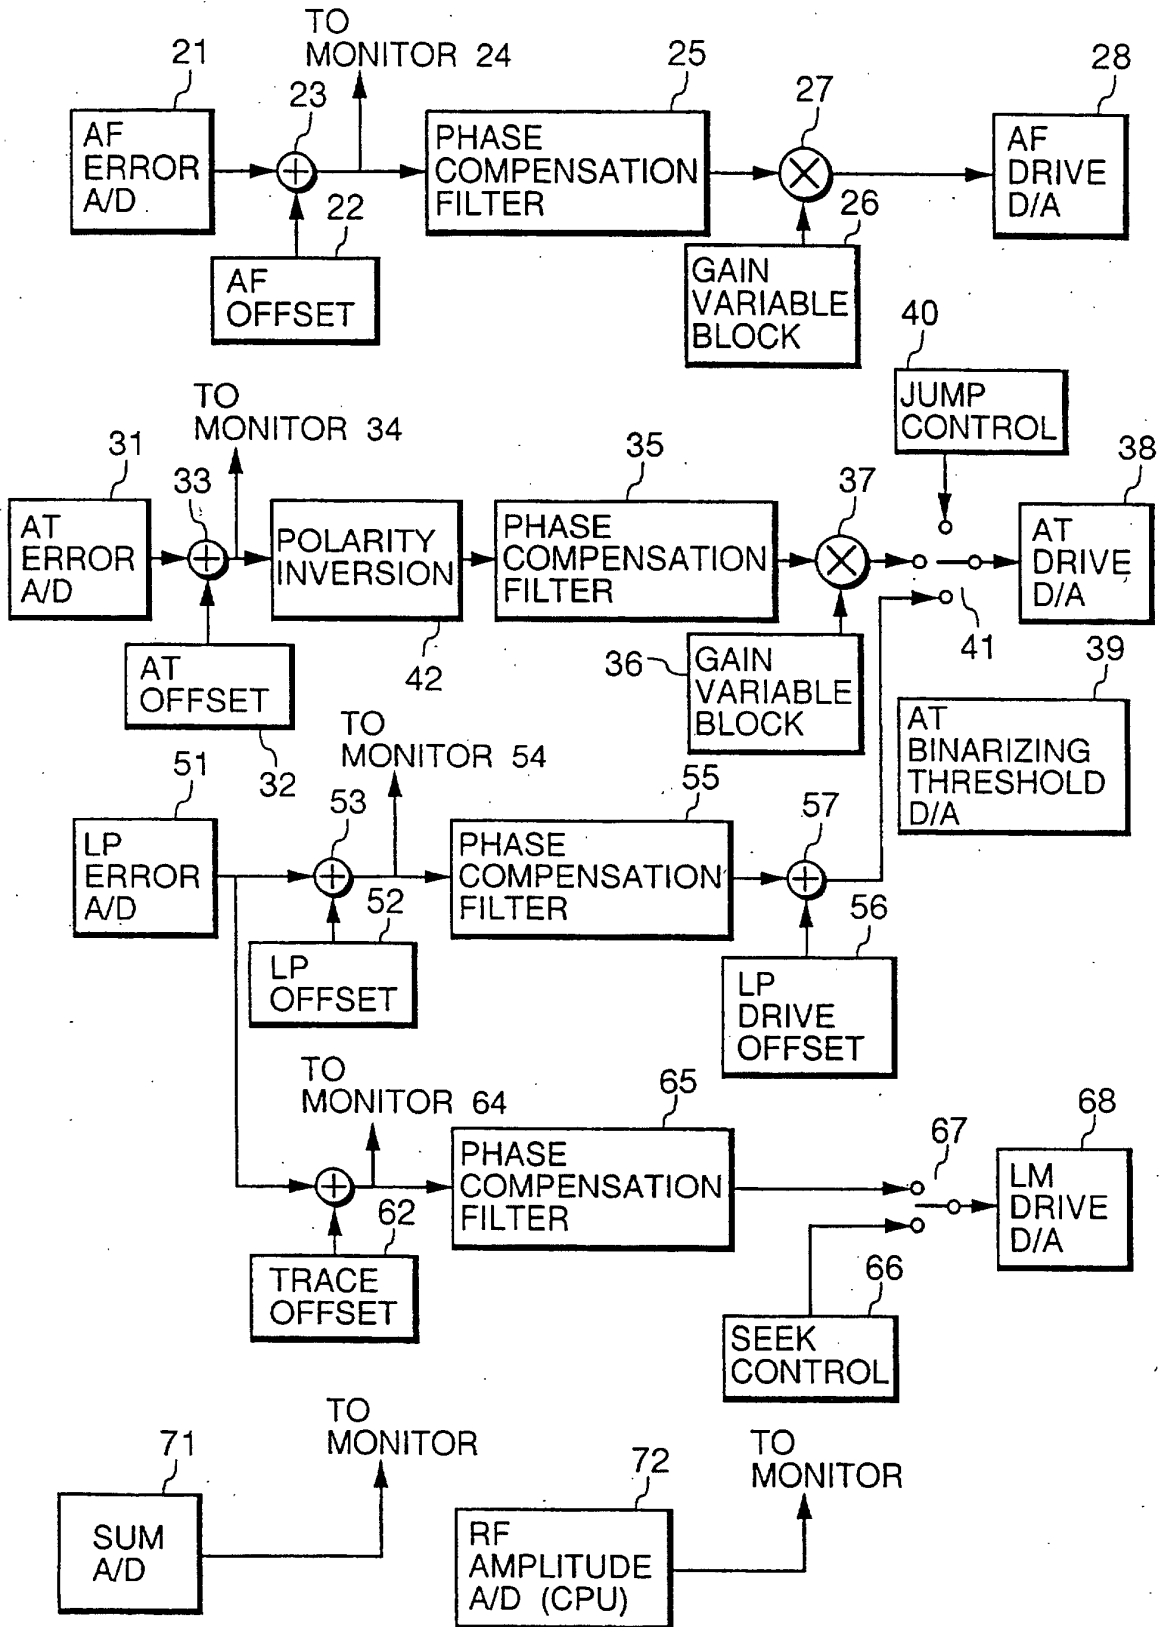 TO
MONITOR 24
21
23
25
27
28
AF
ERROR
A/D
PHASE
COMPENSATION
FILTER
AF
DRIVE
D/A
22
26
AF
OFFSET
GAIN
VARIABLE
BLOCK
40
JUMP
CONTROL
TO
MONITOR 34
31
33
35
37
38
AT
ERROR
A/D
POLARITY
INVERSION
PHASE
COMPENSATION
FILTER
AT
DRIVE
D/A
41
42
36
39
AT
OFFSET
32
GAIN
VARIABLE
BLOCK
AT
BINARIZING
THRESHOLD
D/A
TO
MONITOR 54
51
53
55
57
LP
ERROR
A/D
PHASE
COMPENSATION
FILTER
52
56
LP
OFFSET
LP
DRIVE
OFFSET
TO
MONITOR 64
65
67
68
PHASE
COMPENSATION
FILTER
LM
DRIVE
D/A
62
66
TRACE
OFFSET
SEEK
CONTROL
TO
MONITOR
71
SUM
A/D
TO
MONITOR
72
RF
AMPLITUDE
A/D (CPU)